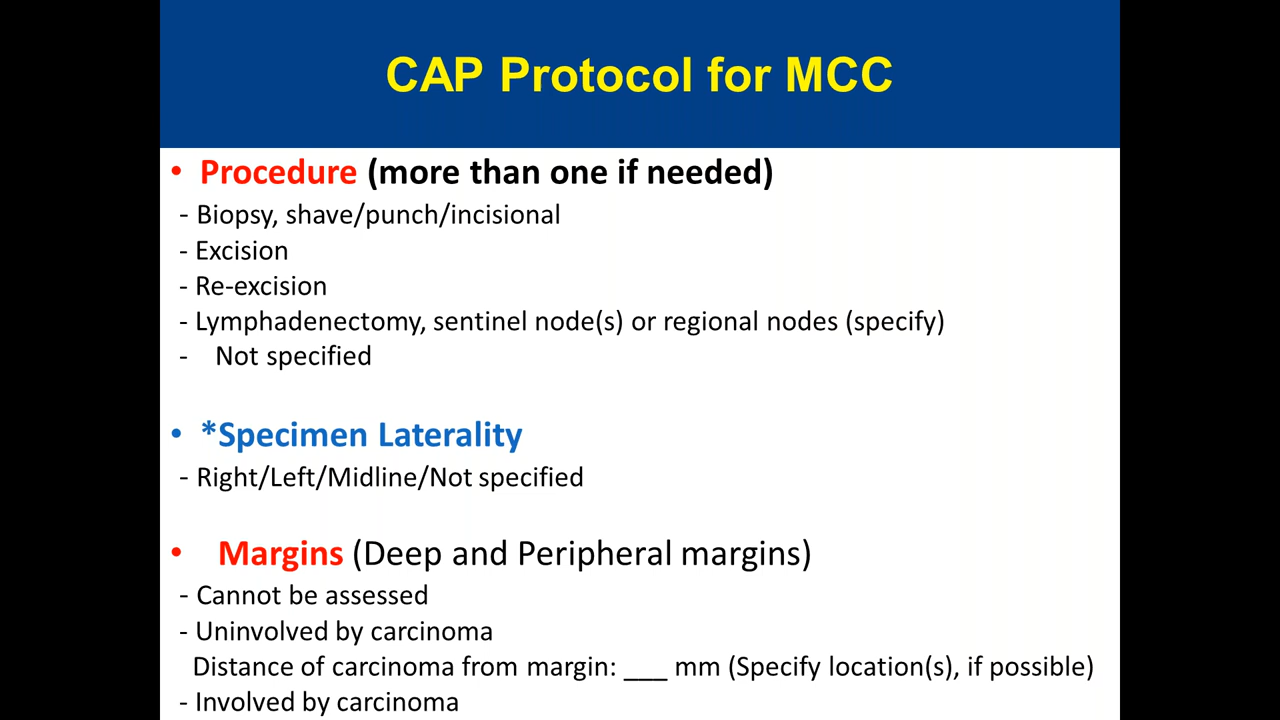 CAP Protocol for MCC
• Procedure (more than one if needed)
- Biopsy, shave/punch/incisional
- Excision
- Re-excision
- Lymphadenectomy, sentinel node(s) or regional nodes (specify)
- Not specified
• *Specimen Laterality
- Right/Left/Midline/Not specified
• Margins (Deep and Peripheral margins)
- Cannot be assessed
- Uninvolved by carcinoma
Distance of carcinoma from margin: ___ mm (Specify location(s), if possible)
- Involved by carcinoma